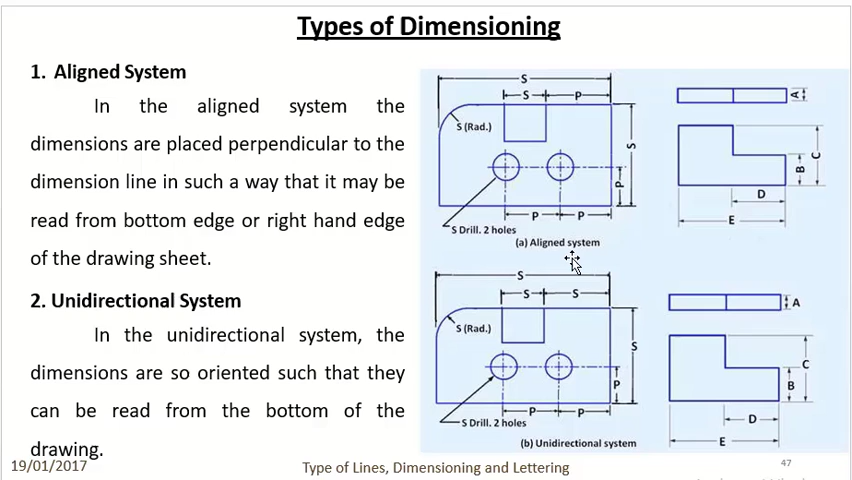 Types of Dimensioning
1. Aligned System
In the aligned system the
dimensions are placed perpendicular to the
dimension line in such a way that it may be
read from bottom edge or right hand edge
of the drawing sheet.
2. Unidirectional System
In the unidirectional system, the
dimensions are so oriented such that they
can be read from the bottom of the
drawing.
S
S P
S (Rad.)
S
P
P P
S Drill. 2 holes
(a) Aligned system
A
C
B
D
E
S
S S
S (Rad.)
S
P
P P
S Drill. 2 holes
(b) Unidirectional system
A
C
B
D
E
19/01/2017
Type of Lines, Dimensioning and Lettering
47